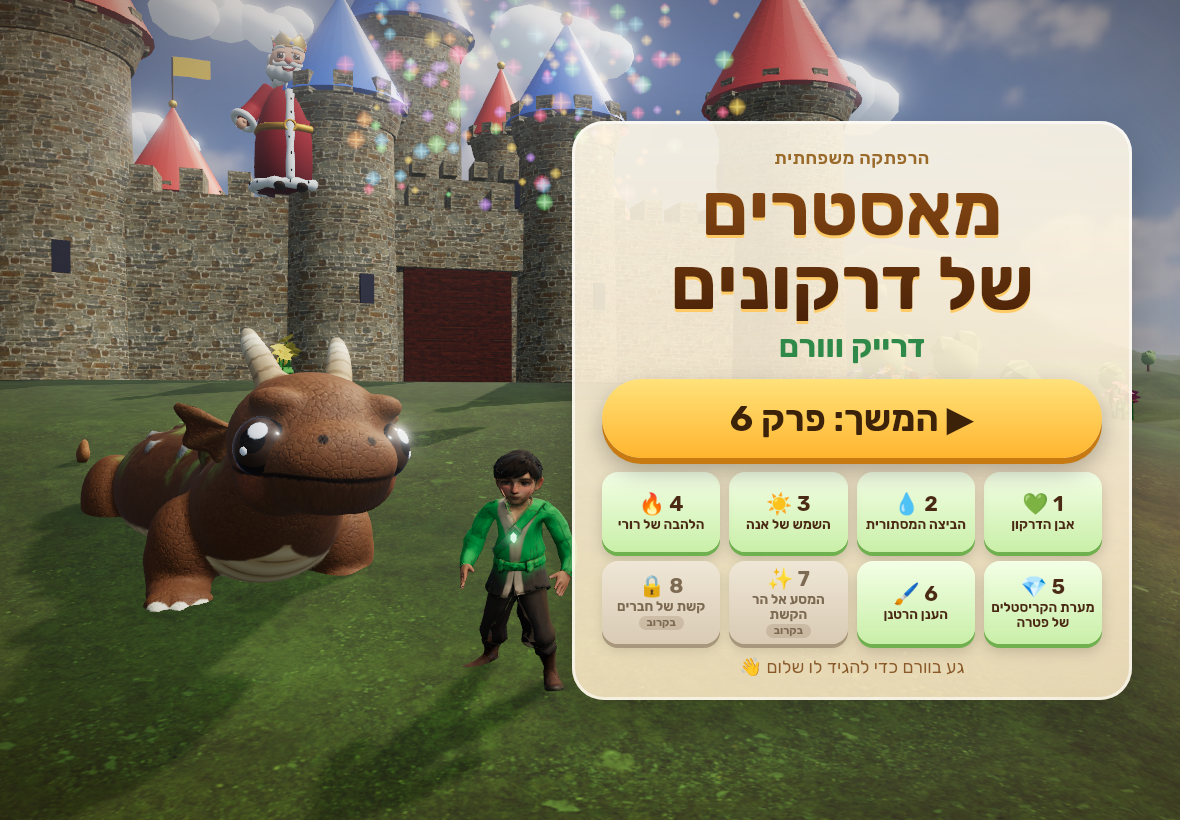 הרפתקה משפחתית
מאסטרים
של דרקונים
דרייק ווורם
▶ המשך: פרק 6
1 💚
אבן הדרקון
2 💧
הביצה המסתורית
3 ☀️
השמש של אנה
4 🔥
הלהבה של רורי
5 💎
מערת הקריסטלים
של פטרה
6 🖌️
הענן הרטנן
7 ✨
המסע אל הר
הקשת
בקרוב
8 🔒
קשת של חברים
בקרוב
גע בוורם כדי להגיד לו שלום 👋